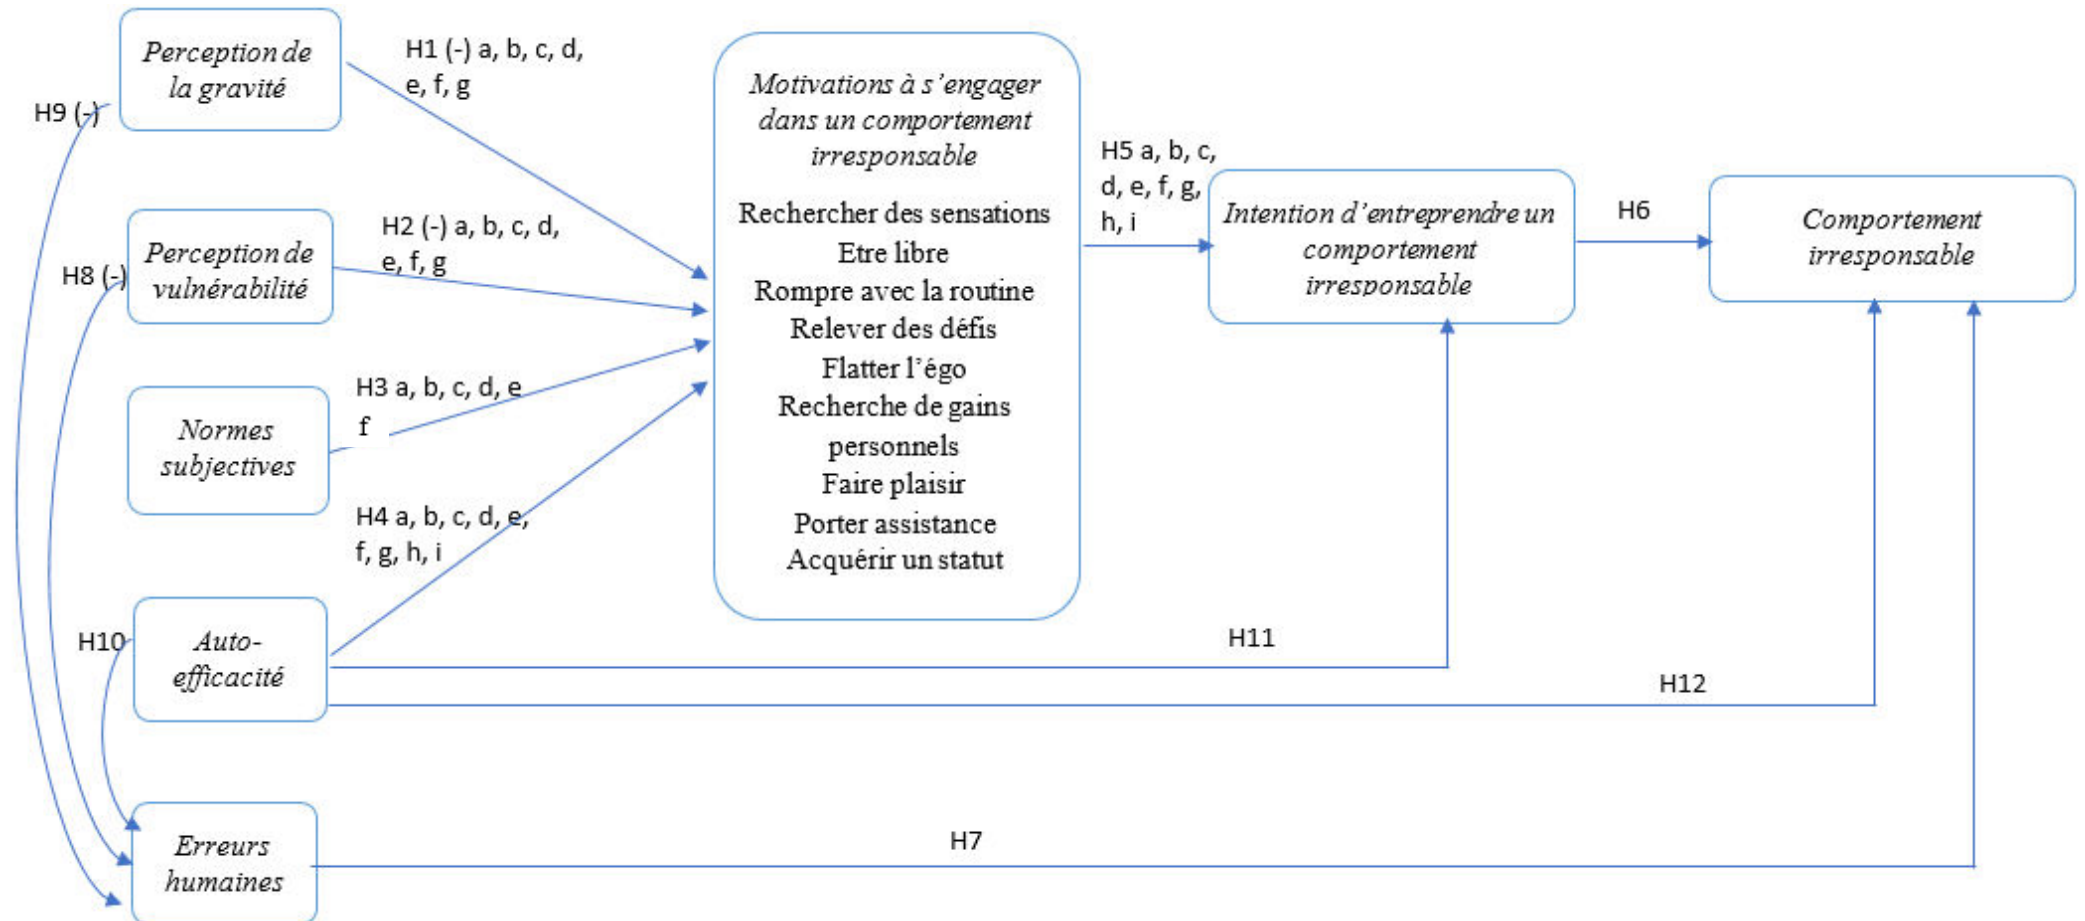 Perception de
la gravité
H1 (-) a, b, c, d,
e, f, g
H9 (-)
Perception de
vulnérabilité
H2 (-) a, b, c, d,
e, f, g
H8 (-)
Normes
subjectives
H3 a, b, c, d, e
f
H4 a, b, c, d, e,
f, g, h, i
Auto-
efficacité
H10
Erreurs
humaines
Motivations à s’engager
dans un comportement
irresponsable
Rechercher des sensations
Etre libre
Rompre avec la routine
Relever des défis
Flatter l’égo
Recherche de gains
personnels
Faire plaisir
Porter assistance
Acquérir un statut
H5 a, b, c,
d, e, f, g,
h, i
Intention d’entreprendre un
comportement
irresponsable
H6
Comportement
irresponsable
H11
H12
H7